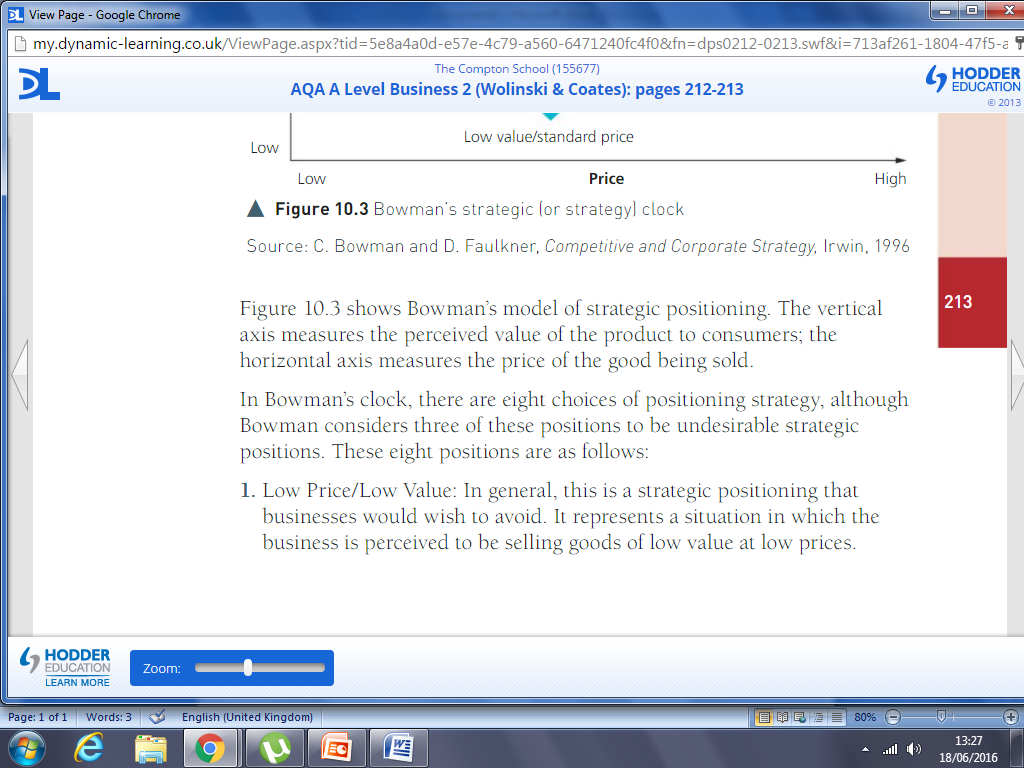 View Page - Google Chrome
my.dynamic-learning.co.uk/ViewPage.aspx?tid=5e8a4a0d-e57e-4c79-a560-6471240fc4f0&fn=dps0212-0213.swf&i=713af261-1804-47f5-a
The Compton School (155677)
AQA A Level Business 2 (Wolinski & Coates): pages 212-213
DL
HODDER
EDUCATION
© 2013
Low value/standard price
Low
Low Price High
Figure 10.3 Bowman's strategic (or strategy) clock
Source: C. Bowman and D. Faulkner, Competitive and Corporate Strategy, Irwin, 1996
213
Figure 10.3 shows Bowman's model of strategic positioning. The vertical
axis measures the perceived value of the product to consumers; the
horizontal axis measures the price of the good being sold.
In Bowman's clock, there are eight choices of positioning strategy, although
Bowman considers three of these positions to be undesirable strategic
positions. These eight positions are as follows:
1. Low Price/Low Value: In general, this is a strategic positioning that
businesses would wish to avoid. It represents a situation in which the
business is perceived to be selling goods of low value at low prices.
HODDER
EDUCATION
LEARN MORE
Zoom:
Page: 1 of 1 Words: 3 English (United Kingdom) 80%
13:27
18/06/2016